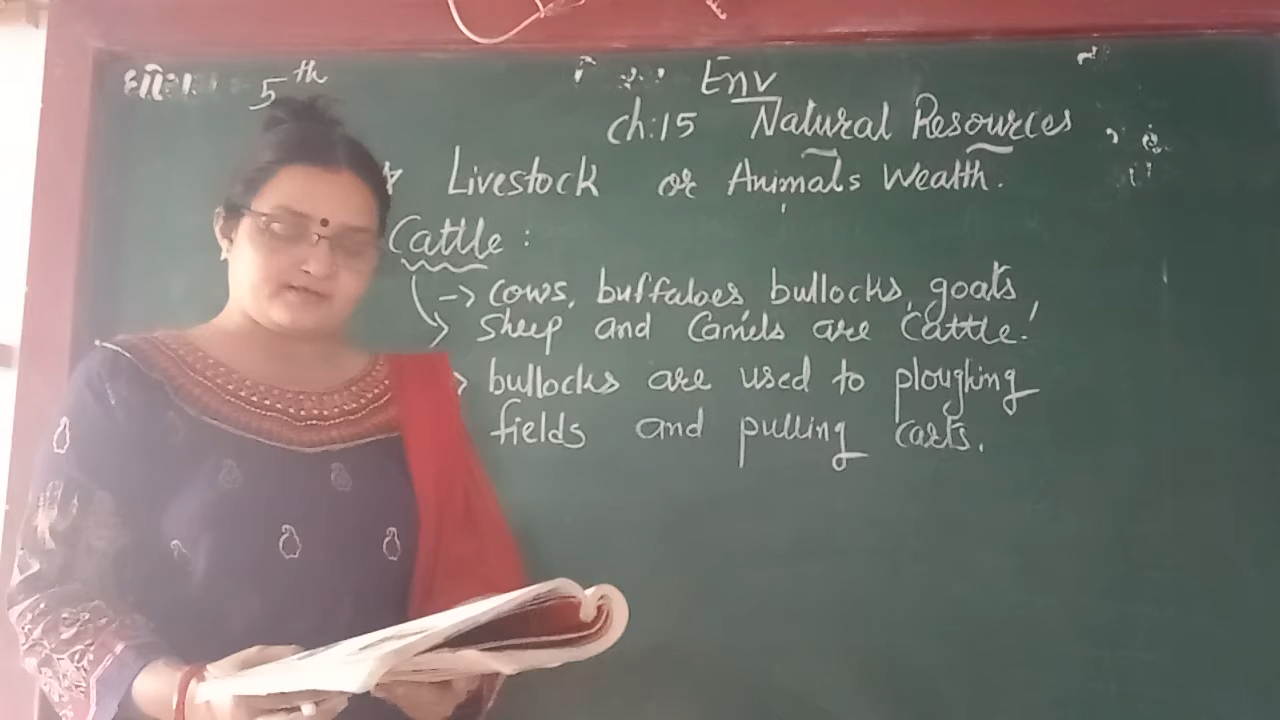 5th
Env
Ch:15 Natural Resources
Livestock or Animals Wealth.
Cattle :
-> Cows, buffaloes, bullocks, goats,
> Sheep and Camels are Cattle.
> bullocks are used to ploughing
fields and pulling carts.